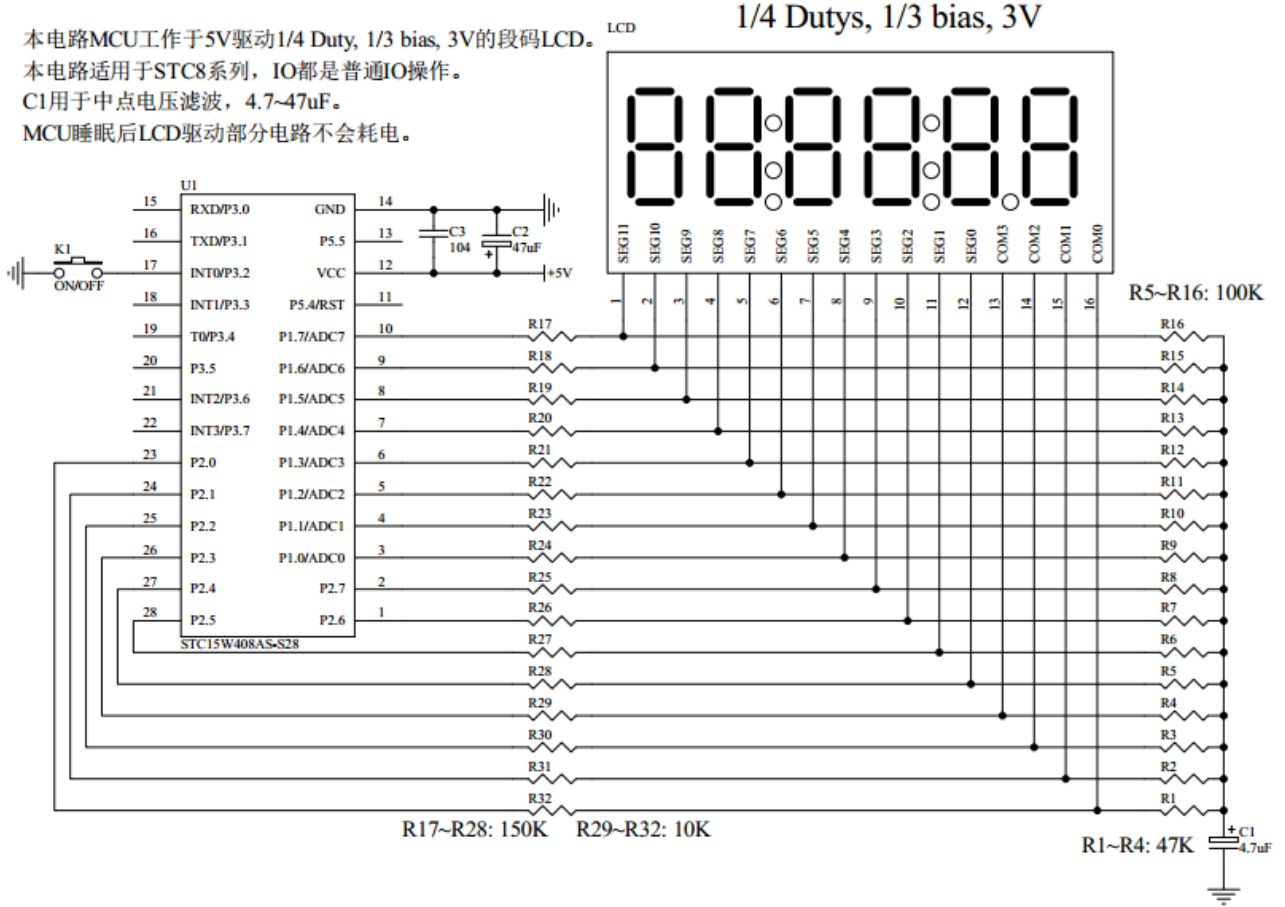 1/4 Dutys, 1/3 bias, 3V
LCD
本电路MCU工作于5V驱动1/4 Duty, 1/3 bias, 3V的段码LCD。
本电路适用于STC8系列，IO都是普通IO操作。
C1用于中点电压滤波，4.7~47uF。
MCU睡眠后LCD驱动部分电路不会耗电。
U1
15 RXD/P3.0 GND 14
16 TXD/P3.1 P5.5 13
17 INT0/P3.2 VCC 12
18 INT1/P3.3 P5.4/RST 11
19 T0/P3.4 P1.7/ADC7 10
20 P3.5 P1.6/ADC6 9
21 INT2/P3.6 P1.5/ADC5 8
22 INT3/P3.7 P1.4/ADC4 7
23 P2.0 P1.3/ADC3 6
24 P2.1 P1.2/ADC2 5
25 P2.2 P1.1/ADC1 4
26 P2.3 P1.0/ADC0 3
27 P2.4 P2.7 2
28 P2.5 P2.6 1
STC15W408AS-S28
K1
ON/OFF
C3
104
C2
+
47uF
+5V
SEG11 SEG10 SEG9 SEG8 SEG7 SEG6 SEG5 SEG4 SEG3 SEG2 SEG1 SEG0 COM3 COM2 COM1 COM0
1 2 3 4 5 6 7 8 9 10 11 12 13 14 15 16
R5~R16: 100K
R17 R16
R18 R15
R19 R14
R20 R13
R21 R12
R22 R11
R23 R10
R24 R9
R25 R8
R26 R7
R27 R6
R28 R5
R29 R4
R30 R3
R31 R2
R32 R1
R17~R28: 150K R29~R32: 10K
R1~R4: 47K
+ C1
4.7uF